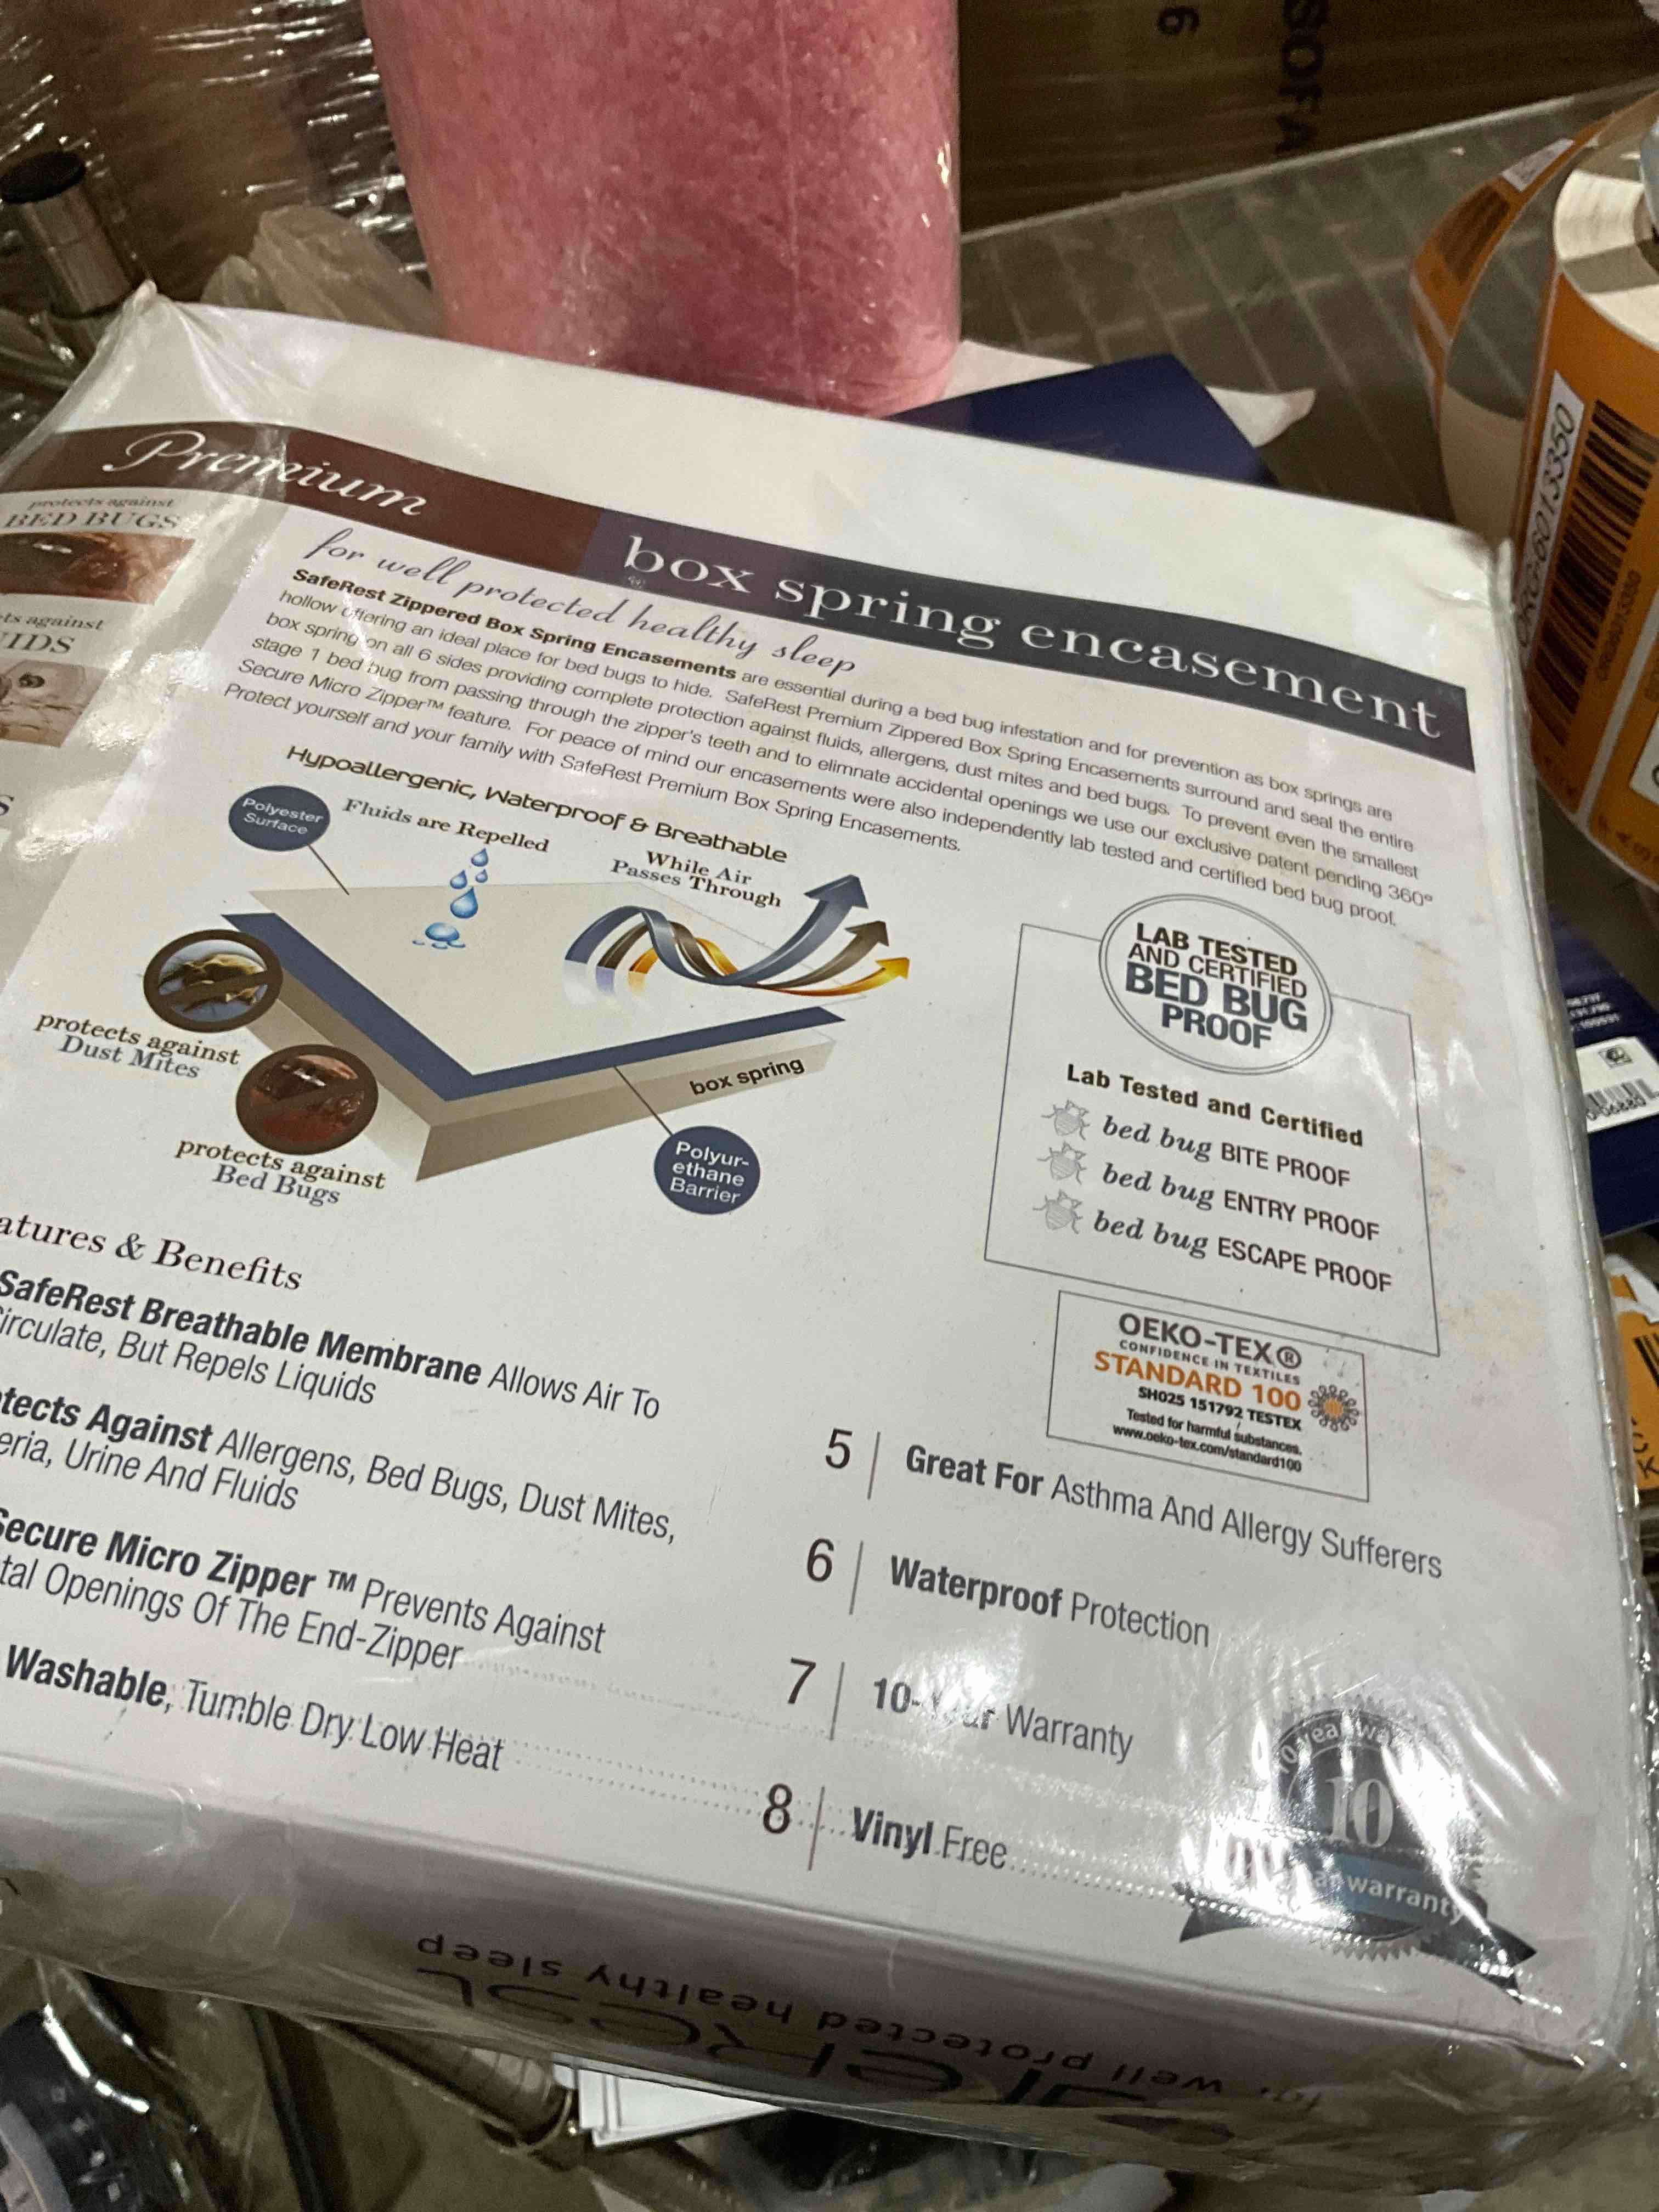 6
SOFA
Premium
box spring encasement
protects against
BED BUGS
for well protected healthy sleep
SafeRest Zippered Box Spring Encasements are essential during a bed bug infestation and for prevention as box springs are
hollow offering an ideal place for bed bugs to hide. SafeRest Premium Zippered Box Spring Encasements surround and seal the entire
box spring on all 6 sides providing complete protection against fluids, allergens, dust mites and bed bugs. To prevent even the smallest
stage 1 bed bug from passing through the zipper's teeth and to elimnate accidental openings we use our exclusive patent pending 360°
Secure Micro Zipper™ feature. For peace of mind our encasements were also independently lab tested and certified bed bug proof.
Protect yourself and your family with SafeRest Premium Box Spring Encasements.
against
Hypoallergenic, Waterproof & Breathable
Polyester
Surface
Fluids are Repelled
While Air
Passes Through
protects against
Dust Mites
protects against
Bed Bugs
box spring
Polyur-
ethane
Barrier
LAB TESTED
AND CERTIFIED
BED BUG
PROOF
Lab Tested and Certified
bed bug BITE PROOF
bed bug ENTRY PROOF
bed bug ESCAPE PROOF
OEKO-TEX®
CONFIDENCE IN TEXTILES
STANDARD 100
SH025 151792 TESTEX
Tested for harmful substances.
www.oeko-tex.com/standard100
atures & Benefits
SafeRest Breathable Membrane Allows Air To
Circulate, But Repels Liquids
tects Against Allergens, Bed Bugs, Dust Mites,
eria, Urine And Fluids
Secure Micro Zipper ™ Prevents Against
tal Openings Of The End-Zipper
Washable, Tumble Dry Low Heat
5 | Great For Asthma And Allergy Sufferers
6 | Waterproof Protection
7 | 10-Year Warranty
8 | Vinyl Free
10
warranty
well protected healthy sleep